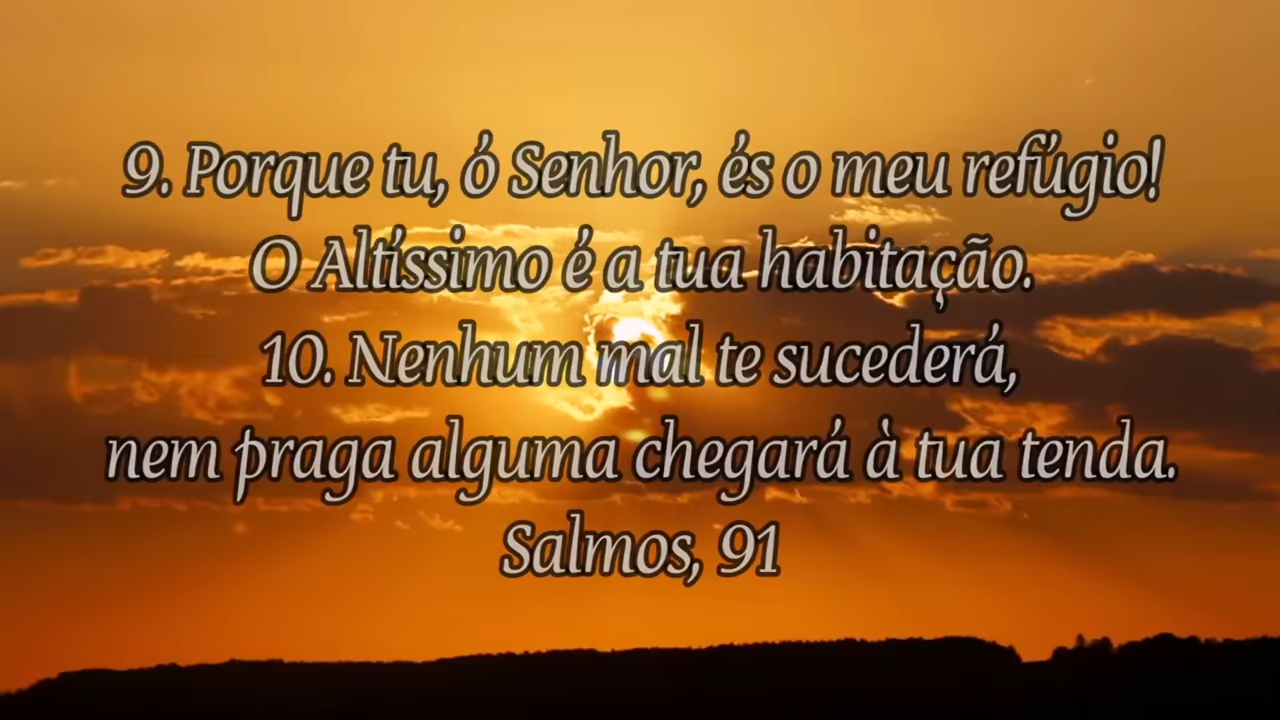 9. Porque tu, ó Senhor, és o meu refúgio!
O Altíssimo é a tua habitação.
10. Nenhum mal te sucederá,
nem praga alguma chegará à tua tenda.
Salmos, 91